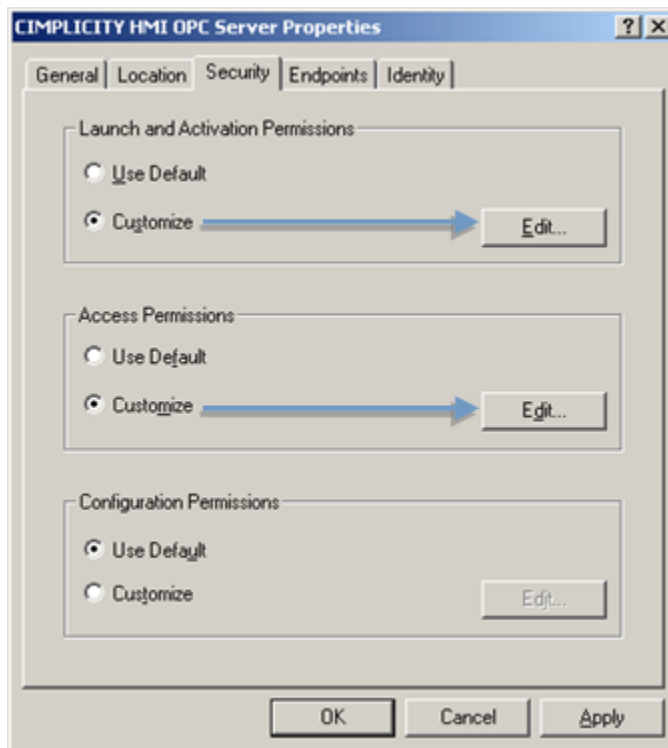 CIMPLICITY HMI OPC Server Properties ? X
General Location Security Endpoints Identity
Launch and Activation Permissions
Use Default
Customize Edit...
Access Permissions
Use Default
Customize Edit...
Configuration Permissions
Use Default
Customize Edit...
OK Cancel Apply